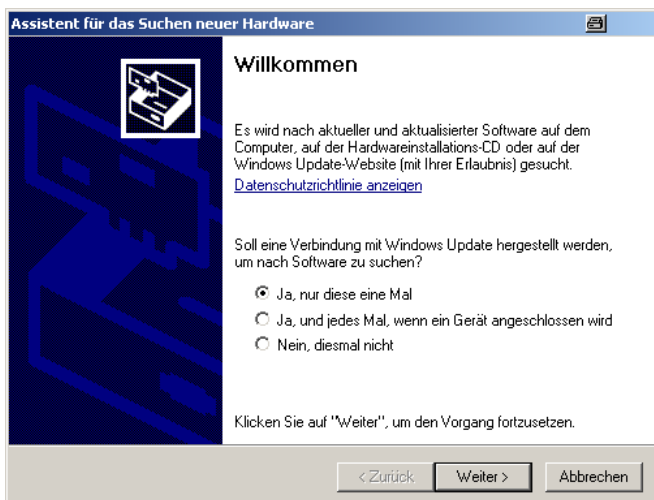 Assistent für das Suchen neuer Hardware
Willkommen
Es wird nach aktueller und aktualisierter Software auf dem
Computer, auf der Hardwareinstallations-CD oder auf der
Windows Update-Website (mit Ihrer Erlaubnis) gesucht.
Datenschutzrichtlinie anzeigen
Soll eine Verbindung mit Windows Update hergestellt werden,
um nach Software zu suchen?
Ja, nur diese eine Mal
Ja, und jedes Mal, wenn ein Gerät angeschlossen wird
Nein, diesmal nicht
Klicken Sie auf "Weiter", um den Vorgang fortzusetzen.
< Zurück Weiter > Abbrechen